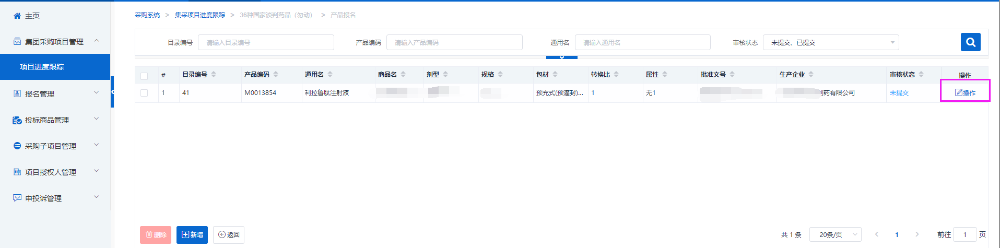 主页
集团采购项目管理
项目进度跟踪
报名管理
投标商品管理
采购子项目管理
项目授权人管理
申投诉管理
采购系统 > 集采项目进度跟踪 > 36种国家谈判药品（勿动） > 产品报名
目录编号 请输入目录编号 产品编码 请输入产品编码 通用名 请输入通用名 审核状态 未提交、已提交
# 目录编号 产品编码 通用名 商品名 剂型 规格 包材 转换比 属性 批准文号 生产企业 审核状态 操作
1 41 M0013854 利拉鲁肽注射液 预充式(预灌封)... 1 无1 制药有限公司 未提交 操作
删除 新增 返回 共 1 条 20条/页 1 前往 1 页